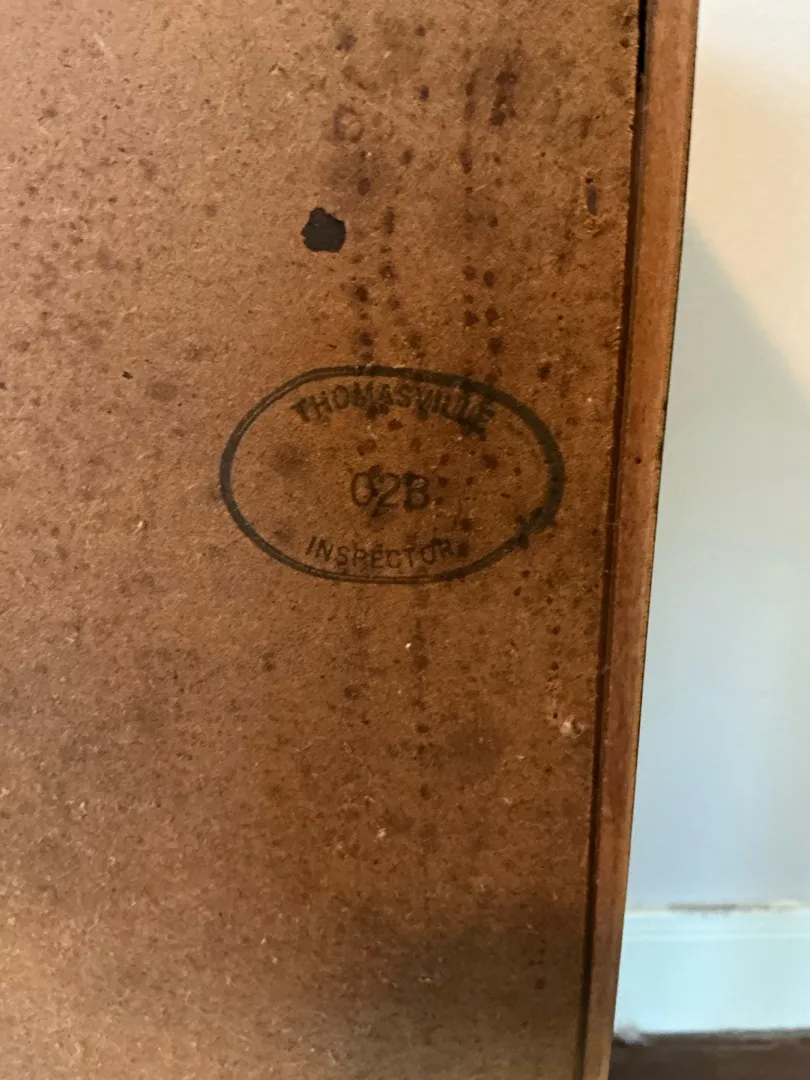 THOMASVILLE
028
INSPECTOR